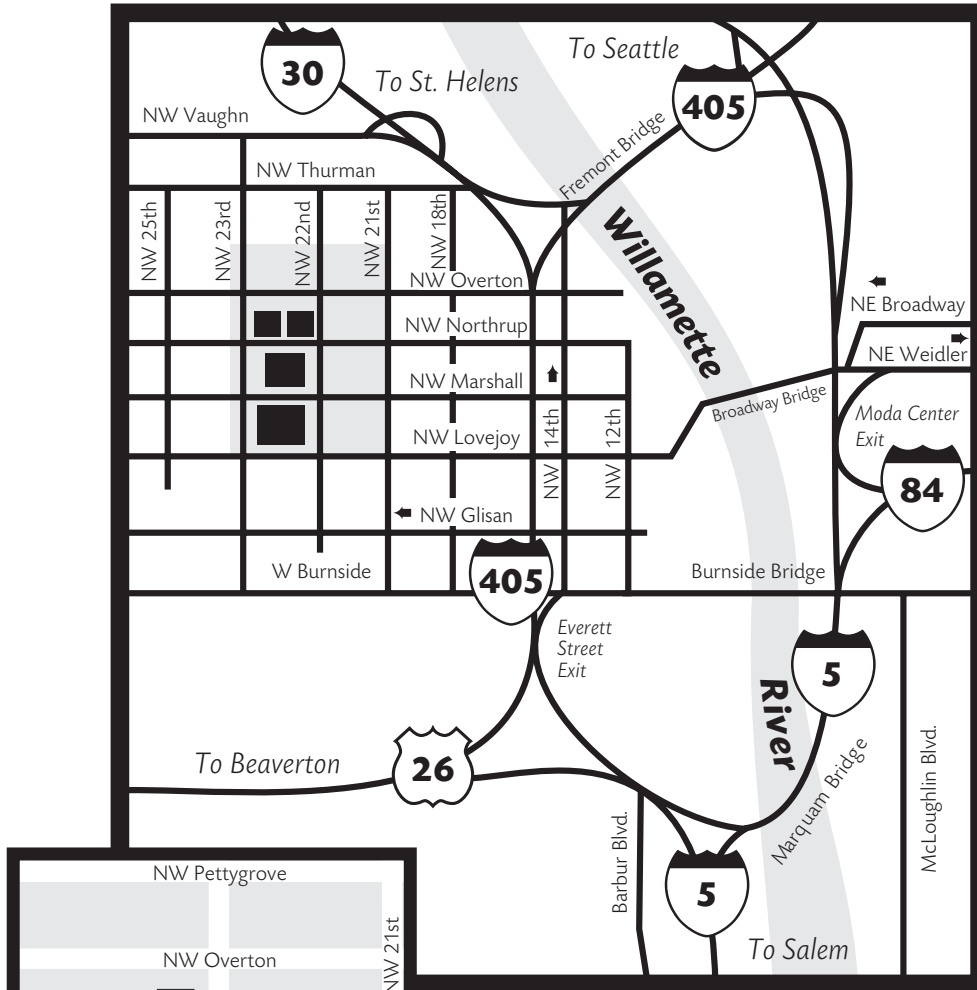 To Seattle
30
To St. Helens
405
NW Vaughn
Fremont Bridge
NW Thurman
NW 25th
NW 23rd
NW 22nd
NW 21st
NW 18th
Willamette
NW Overton
NE Broadway
NW Northrup
NE Weidler
NW Marshall
Broadway Bridge
Moda Center
Exit
NW 14th
NW 12th
NW Lovejoy
84
NW Glisan
W Burnside
405
Burnside Bridge
Everett
Street
Exit
5
River
To Beaverton
26
Marquam Bridge
McLoughlin Blvd.
Barbur Blvd.
5
To Salem
NW Pettygrove
NW 21st
NW Overton